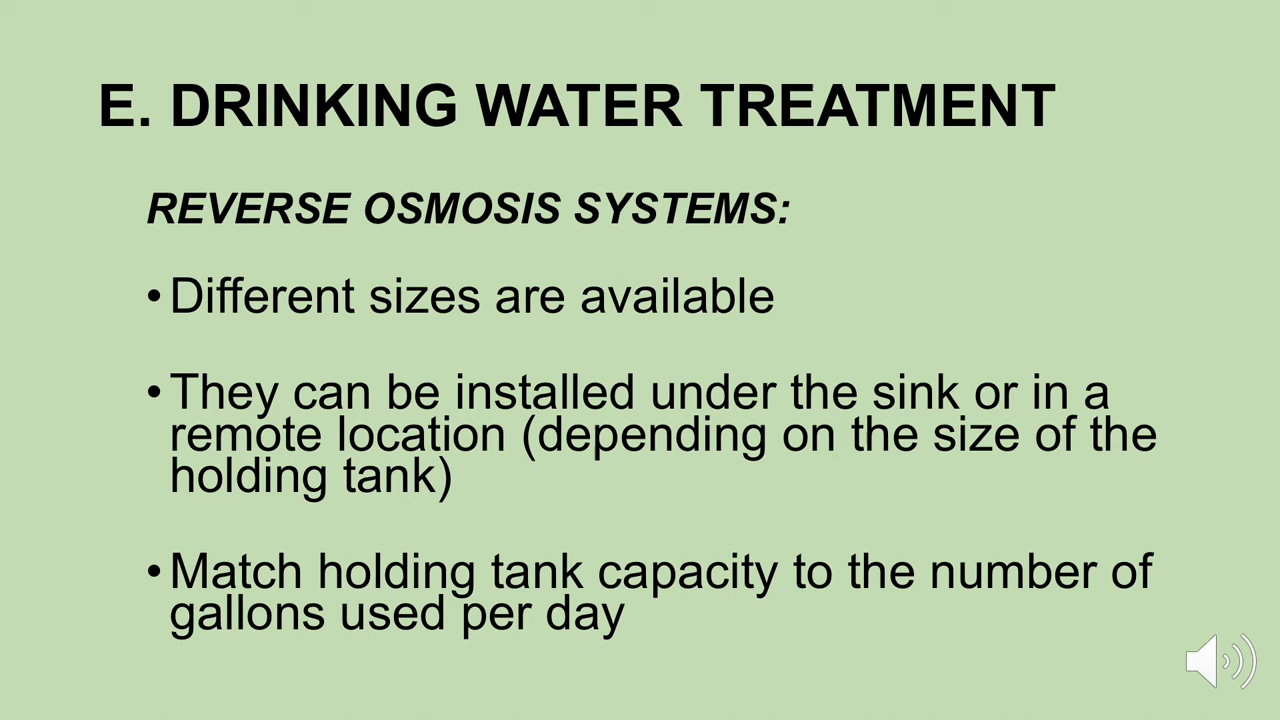 E. DRINKING WATER TREATMENT
REVERSE OSMOSIS SYSTEMS:
•Different sizes are available
•They can be installed under the sink or in a
remote location (depending on the size of the
holding tank)
•Match holding tank capacity to the number of
gallons used per day